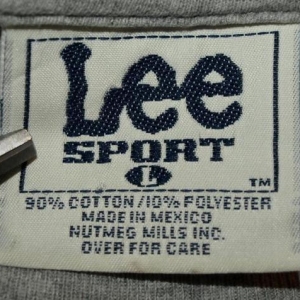 Lee
SPORT
L
TM
90% COTTON/10% POLYESTER
MADE IN MEXICO
NUTMEG MILLS INC.
OVER FOR CARE